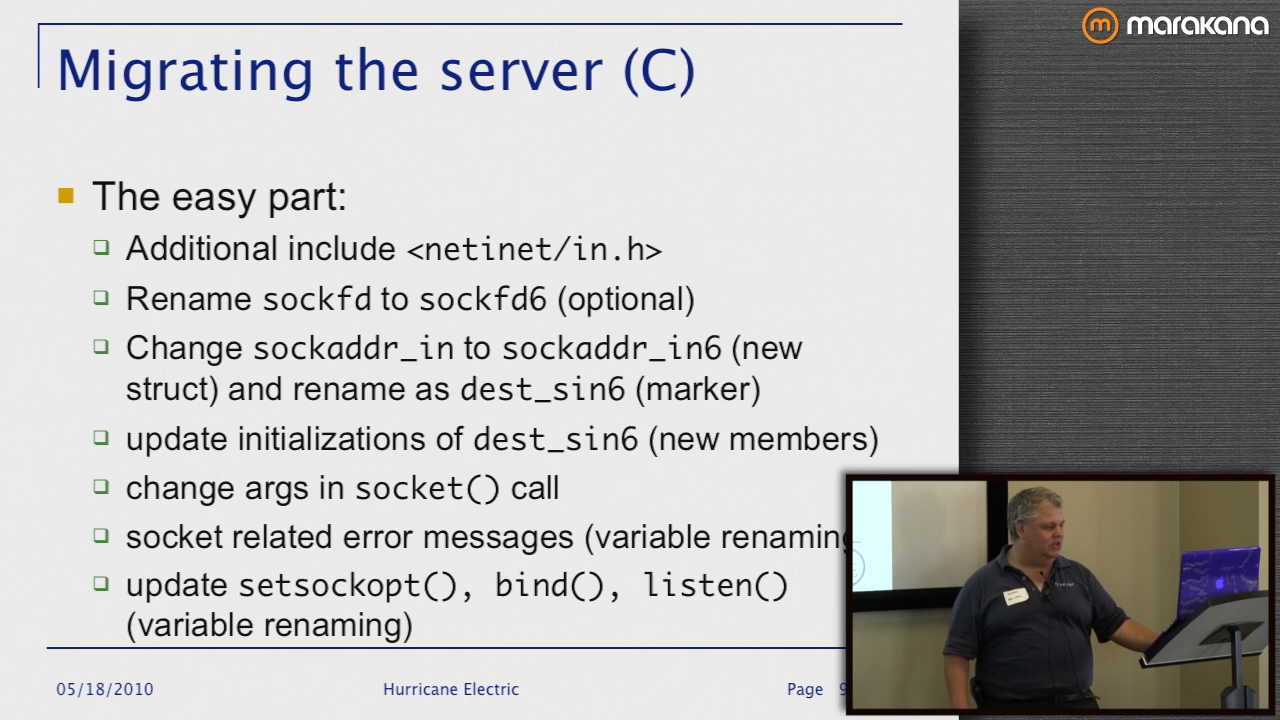 marakana
Migrating the server (C)
The easy part:
Additional include <netinet/in.h>
Rename sockfd to sockfd6 (optional)
Change sockaddr_in to sockaddr_in6 (new
struct) and rename as dest_sin6 (marker)
update initializations of dest_sin6 (new members)
change args in socket() call
socket related error messages (variable renaming
update setsockopt(), bind(), listen()
(variable renaming)
05/18/2010
Hurricane Electric
Page 9